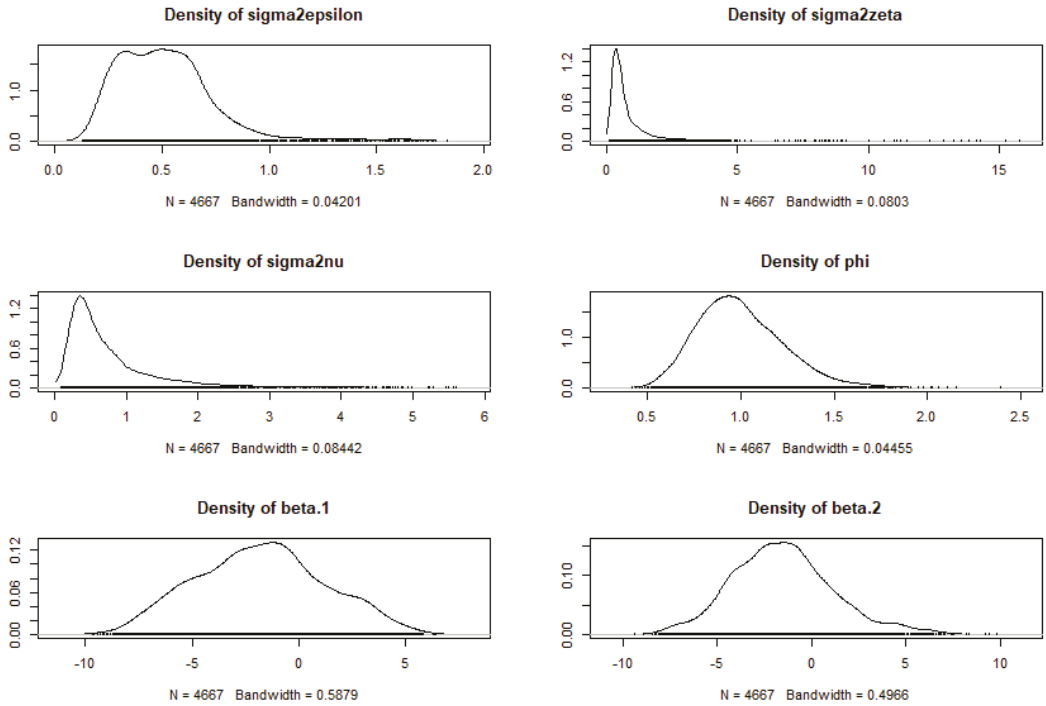 Density of sigma2epsilon
0.0 1.0
0.0 0.5 1.0 1.5 2.0
N = 4667 Bandwidth = 0.04201
Density of sigma2zeta
0.0 0.6 1.2
0 5 10 15
N = 4667 Bandwidth = 0.0803
Density of sigma2nu
0.0 0.6 1.2
0 1 2 3 4 5 6
N = 4667 Bandwidth = 0.08442
Density of phi
0.0 1.0
0.5 1.0 1.5 2.0 2.5
N = 4667 Bandwidth = 0.04455
Density of beta.1
0.00 0.06 0.12
-10 -5 0 5
N = 4667 Bandwidth = 0.5879
Density of beta.2
0.00 0.10
-10 -5 0 5 10
N = 4667 Bandwidth = 0.4966